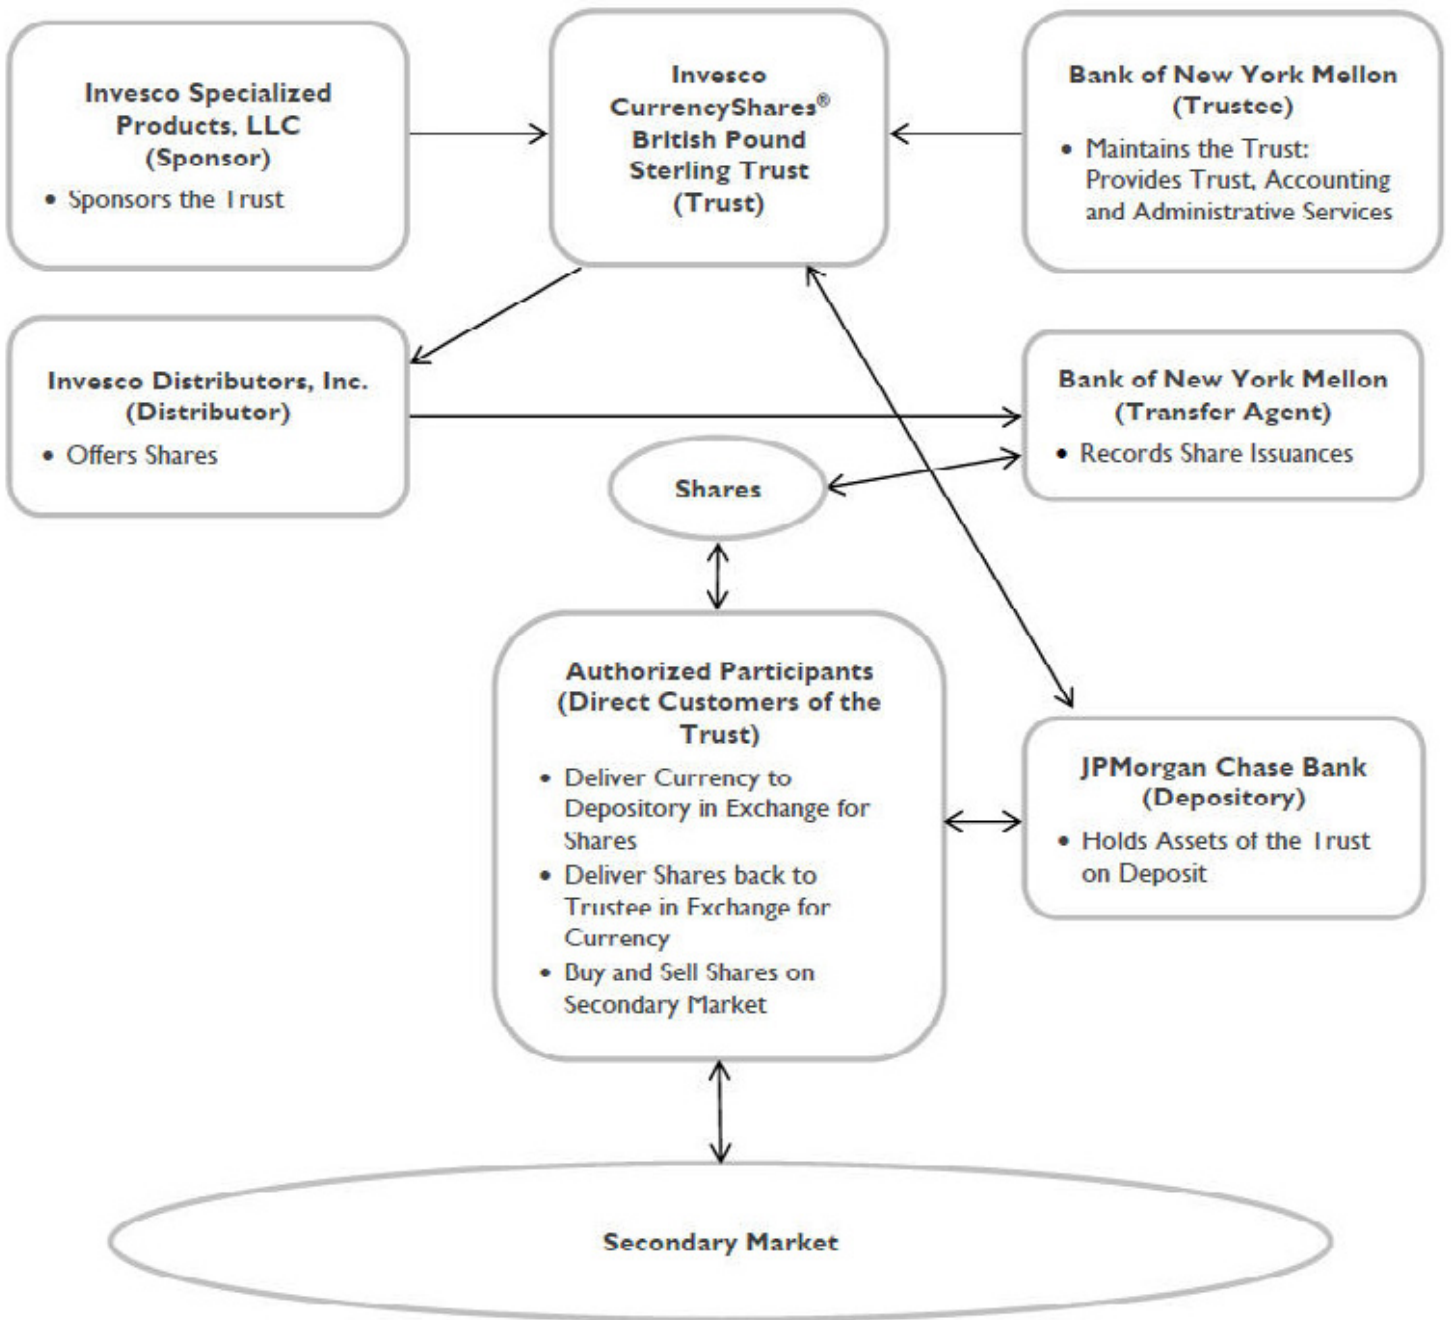 Invesco Specialized
Products, LLC
(Sponsor)
• Sponsors the Trust
Invesco
CurrencyShares®
British Pound
Sterling Trust
(Trust)
Bank of New York Mellon
(Trustee)
• Maintains the Trust:
Provides Trust, Accounting
and Administrative Services
Invesco Distributors, Inc.
(Distributor)
• Offers Shares
Bank of New York Mellon
(Transfer Agent)
• Records Share Issuances
Shares
Authorized Participants
(Direct Customers of the
Trust)
• Deliver Currency to
Depository in Exchange for
Shares
• Deliver Shares back to
Trustee in Exchange for
Currency
• Buy and Sell Shares on
Secondary Market
JPMorgan Chase Bank
(Depository)
• Holds Assets of the Trust
on Deposit
Secondary Market